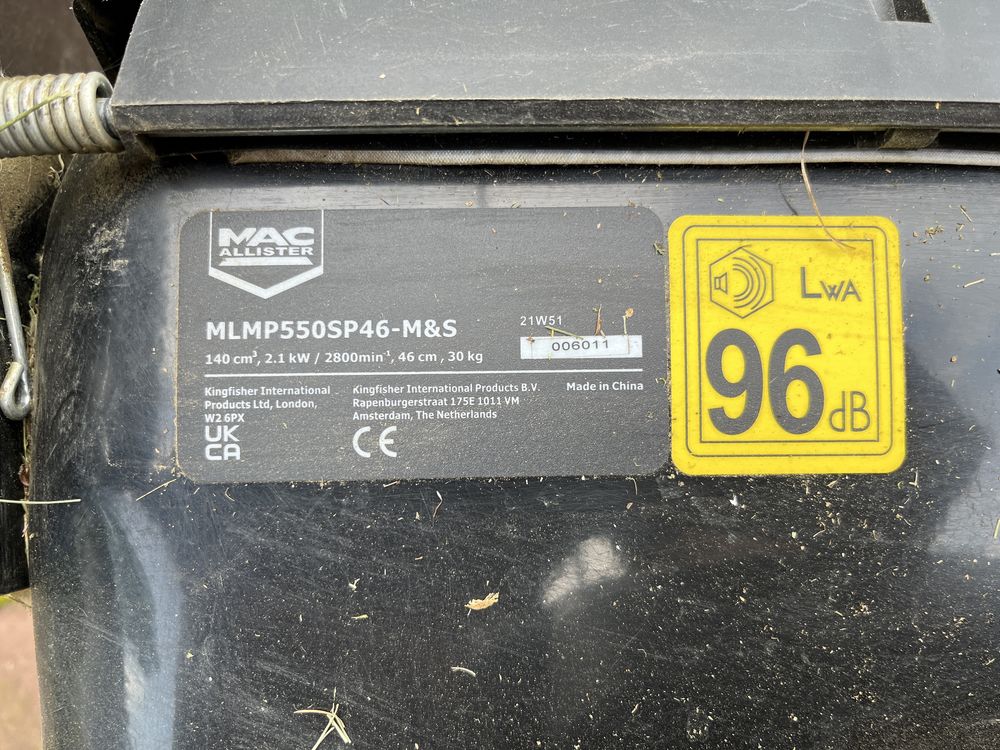 MAC
ALLISTER
MLMP550SP46-M&S
21W51
006011
140 cm³, 2.1 kW / 2800min⁻¹, 46 cm , 30 kg
Kingfisher International
Products Ltd, London,
W2 6PX
UK
CA
Kingfisher International Products B.V.
Rapenburgerstraat 175E 1011 VM
Amsterdam, The Netherlands
CE
Made in China
LWA
96 dB